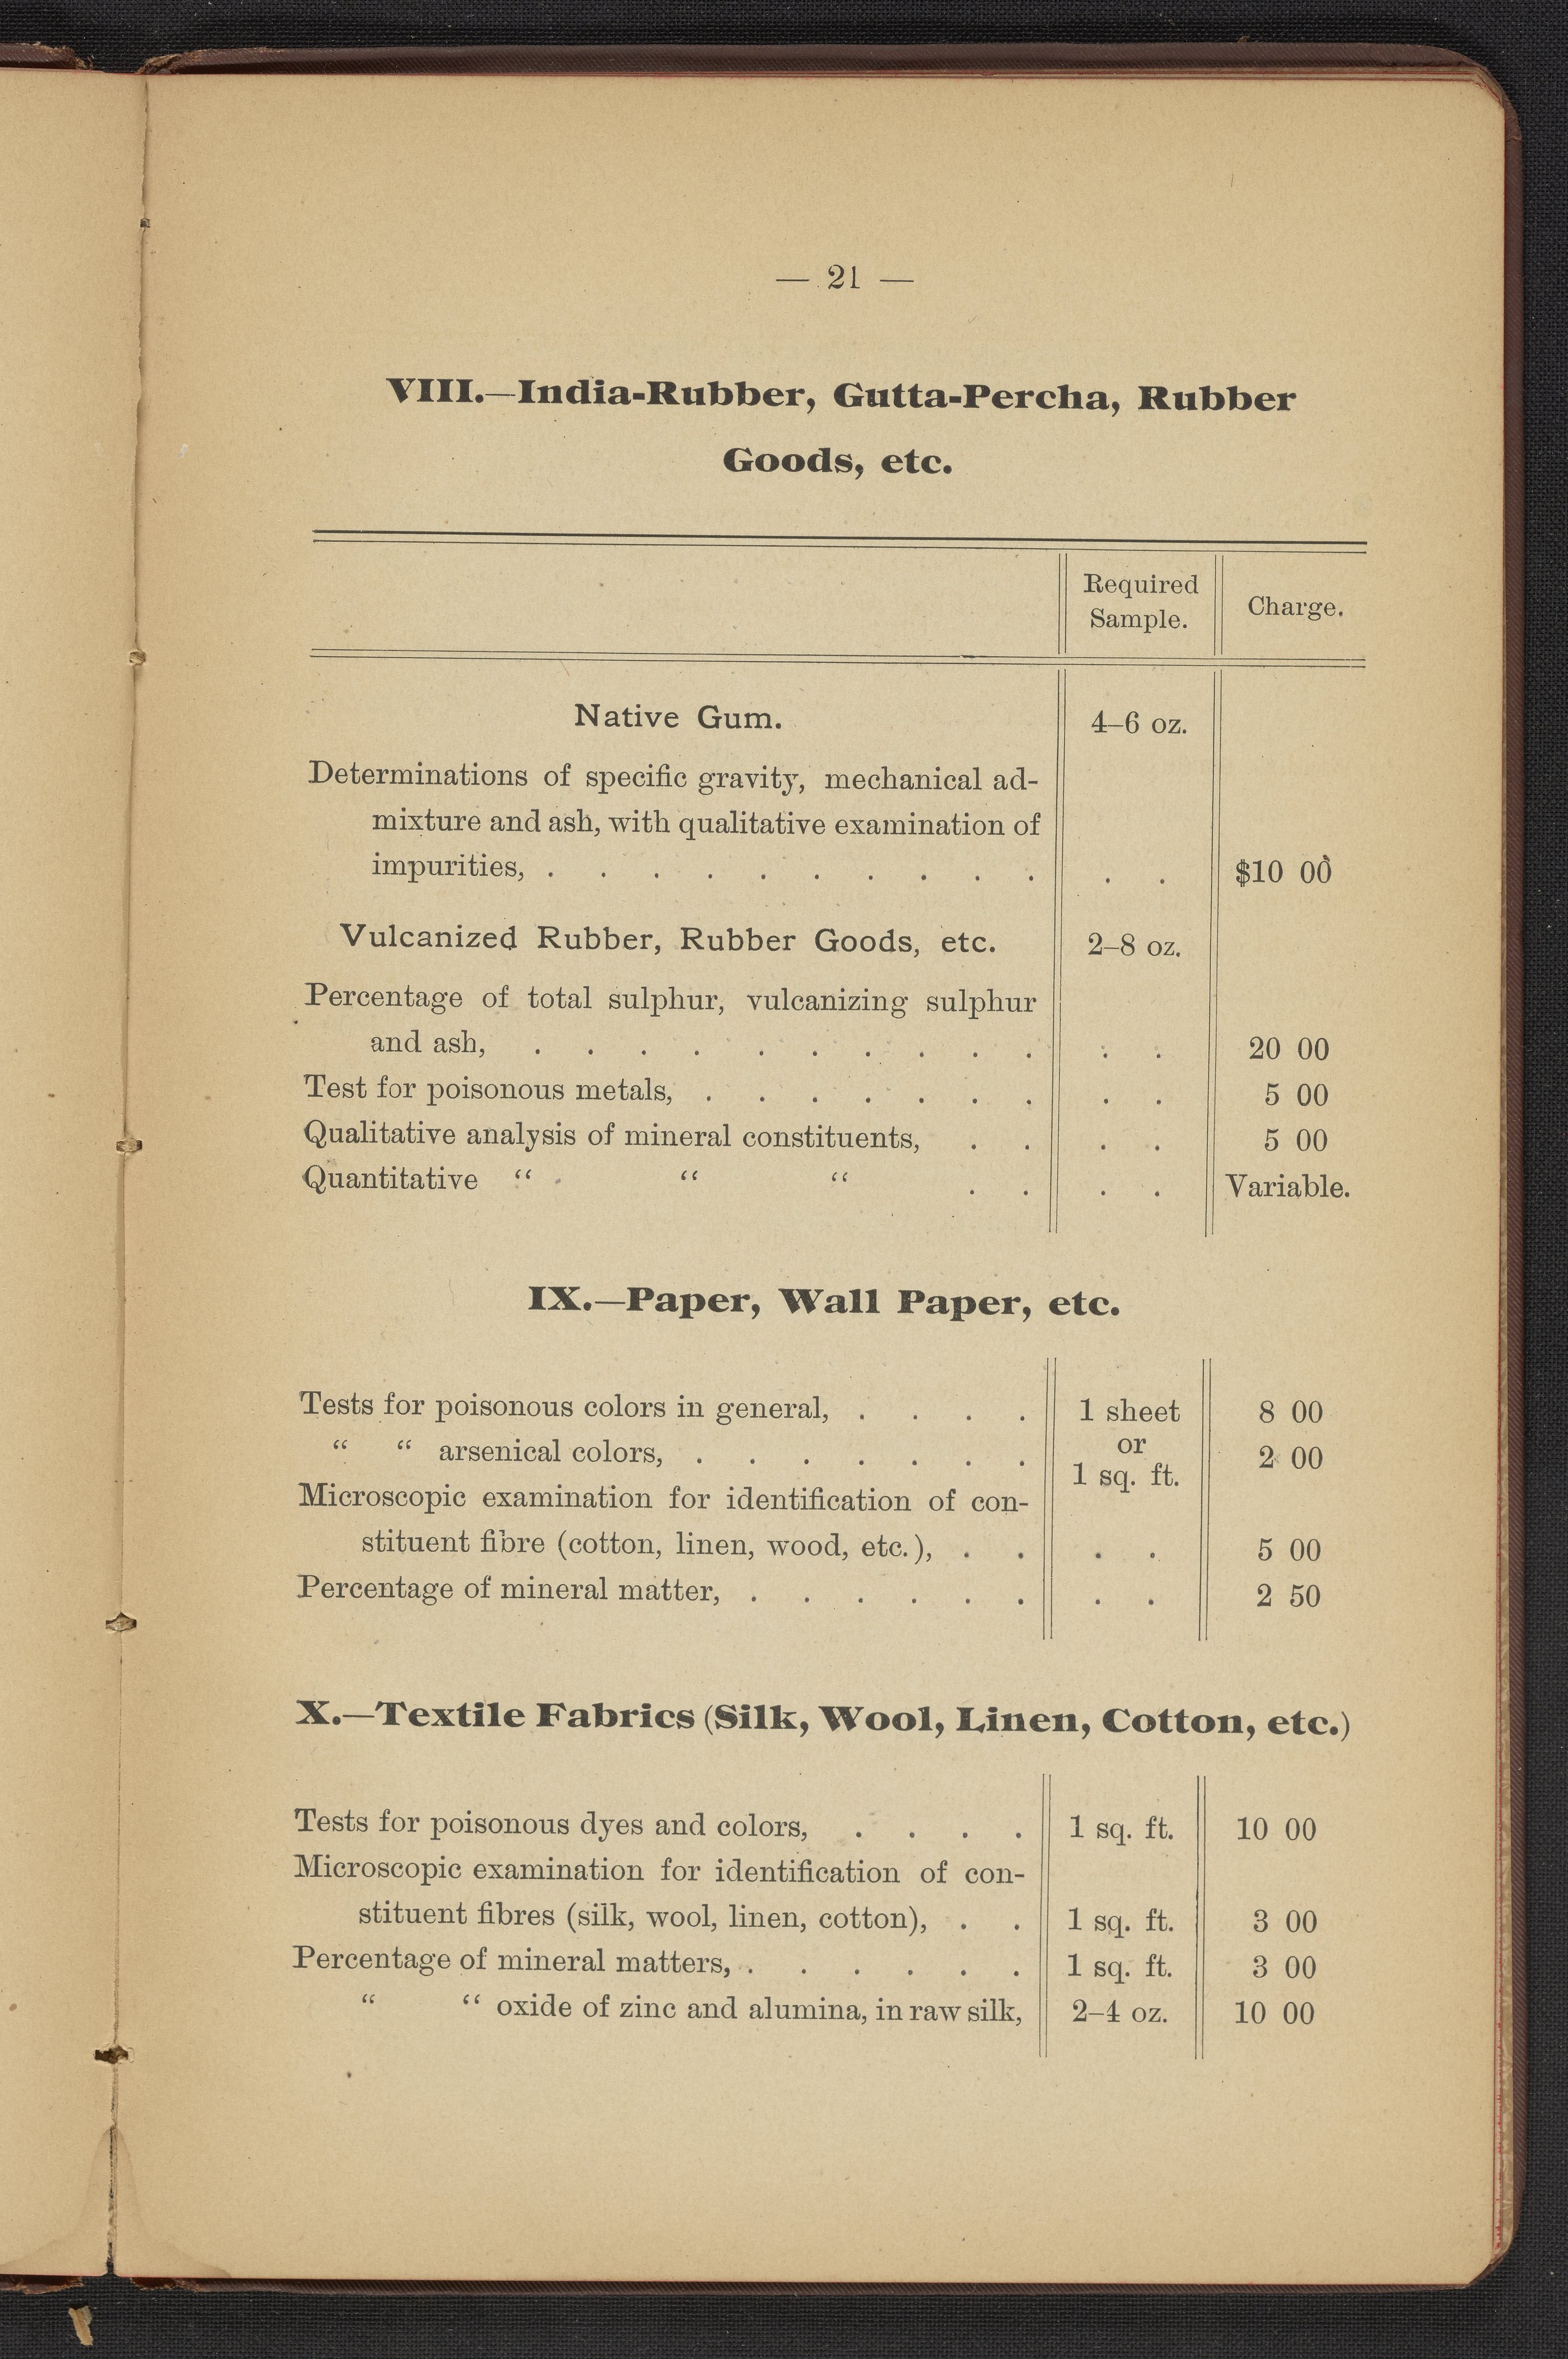 — 21 —
VIII.—India-Rubber, Gutta-Percha, Rubber
Goods, etc.
Required
Sample.
Charge.
Native Gum. 4–6 oz.
Determinations of specific gravity, mechanical ad-
mixture and ash, with qualitative examination of
impurities, . . . . . . . . . . . . $10 00
Vulcanized Rubber, Rubber Goods, etc. 2–8 oz.
Percentage of total sulphur, vulcanizing sulphur
and ash, . . . . . . . . . . . . 20 00
Test for poisonous metals, . . . . . . . . . 5 00
Qualitative analysis of mineral constituents, . . . . 5 00
Quantitative “ “ “ . . . . Variable.
IX.—Paper, Wall Paper, etc.
Tests for poisonous colors in general, . . . . 1 sheet 8 00
or
“ “ arsenical colors, . . . . . . . 2 00
1 sq. ft.
Microscopic examination for identification of con-
stituent fibre (cotton, linen, wood, etc.), . . . . 5 00
Percentage of mineral matter, . . . . . . . . 2 50
X.—Textile Fabrics (Silk, Wool, Linen, Cotton, etc.)
Tests for poisonous dyes and colors, . . . . 1 sq. ft. 10 00
Microscopic examination for identification of con-
stituent fibres (silk, wool, linen, cotton), . . 1 sq. ft. 3 00
Percentage of mineral matters, . . . . . . 1 sq. ft. 3 00
“ “ oxide of zinc and alumina, in raw silk, 2–4 oz. 10 00